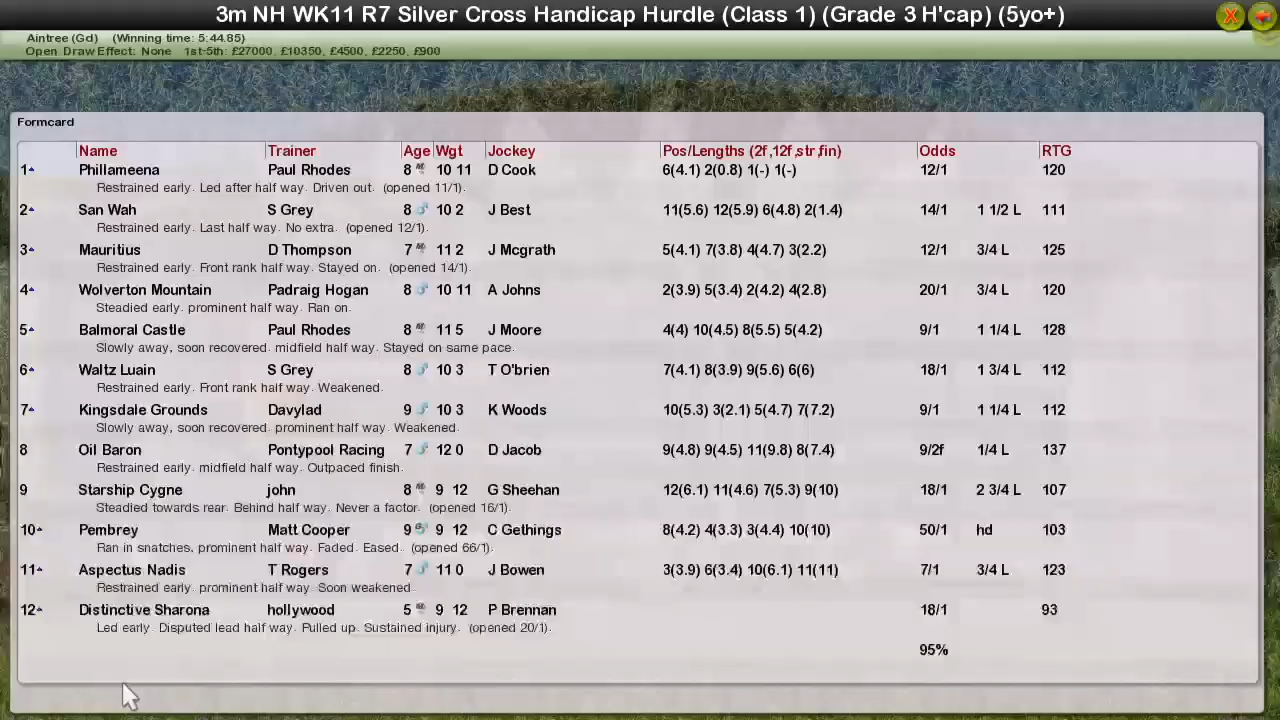 3m NH WK11 R7 Silver Cross Handicap Hurdle (Class 1) (Grade 3 H'cap) (5yo+)
Aintree (Gd) (Winning time: 5:44.85)
Open. Draw Effect: None 1st-5th: £27000, £10350, £4500, £2250, £900
Formcard
Name Trainer Age Wgt Jockey Pos/Lengths (2f,12f,str,fin) Odds RTG
1 Phillameena Paul Rhodes 8 10 11 D Cook 6(4.1) 2(0.8) 1(-) 1(-) 12/1 120
Restrained early. Led after half way. Driven out. (opened 11/1).
2 San Wah S Grey 8 10 2 J Best 11(5.6) 12(5.9) 6(4.8) 2(1.4) 14/1 1 1/2 L 111
Restrained early. Last half way. No extra. (opened 12/1).
3 Mauritius D Thompson 7 11 2 J Mcgrath 5(4.1) 7(3.8) 4(4.7) 3(2.2) 12/1 3/4 L 125
Restrained early. Front rank half way. Stayed on. (opened 14/1).
4 Wolverton Mountain Padraig Hogan 8 10 11 A Johns 2(3.9) 5(3.4) 2(4.2) 4(2.8) 20/1 3/4 L 120
Steadied early. prominent half way. Ran on.
5 Balmoral Castle Paul Rhodes 8 11 5 J Moore 4(4) 10(4.5) 8(5.5) 5(4.2) 9/1 1 1/4 L 128
Slowly away, soon recovered. midfield half way. Stayed on same pace.
6 Waltz Luain S Grey 8 10 3 T O'brien 7(4.1) 8(3.9) 9(5.6) 6(6) 18/1 1 3/4 L 112
Restrained early. Front rank half way. Weakened.
7 Kingsdale Grounds Davylad 9 10 3 K Woods 10(5.3) 3(2.1) 5(4.7) 7(7.2) 9/1 1 1/4 L 112
Slowly away, soon recovered. prominent half way. Weakened.
8 Oil Baron Pontypool Racing 7 12 0 D Jacob 9(4.8) 9(4.5) 11(9.8) 8(7.4) 9/2f 1/4 L 137
Restrained early. midfield half way. Outpaced finish.
9 Starship Cygne john 8 9 12 G Sheehan 12(6.1) 11(4.6) 7(5.3) 9(10) 18/1 2 3/4 L 107
Steadied towards rear. Behind half way. Never a factor. (opened 16/1).
10 Pembrey Matt Cooper 9 9 12 C Gethings 8(4.2) 4(3.3) 3(4.4) 10(10) 50/1 hd 103
Ran in snatches, prominent half way. Faded. Eased. (opened 66/1).
11 Aspectus Nadis T Rogers 7 11 0 J Bowen 3(3.9) 6(3.4) 10(6.1) 11(11) 7/1 3/4 L 123
Restrained early. prominent half way. Soon weakened.
12 Distinctive Sharona hollywood 5 9 12 P Brennan 18/1 93
Led early. Disputed lead half way. Pulled up. Sustained injury. (opened 20/1).
95%